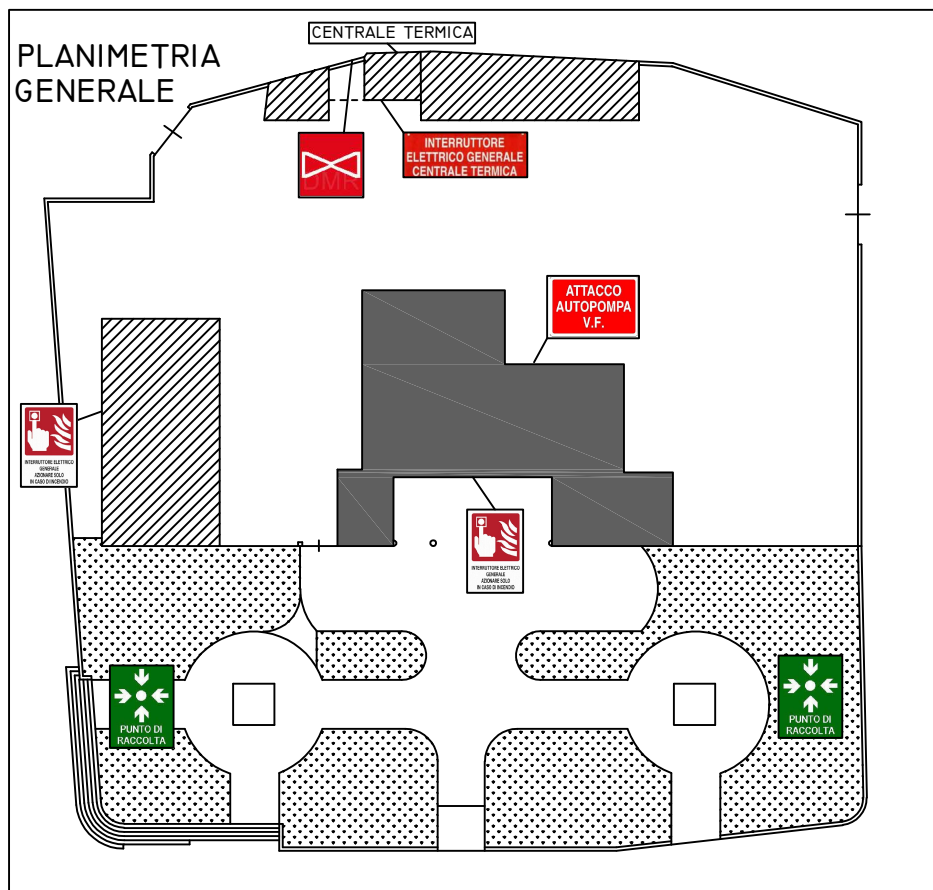 PLANIMETRIA
GENERALE
CENTRALE TERMICA
DMR
INTERRUTTORE
ELETTRICO GENERALE
CENTRALE TERMICA
ATTACCO
AUTOPOMPA
V.F.
INTERRUTTORE ELETTRICO
GENERALE
AZIONARE SOLO
IN CASO DI INCENDIO
INTERRUTTORE ELETTRICO
GENERALE
AZIONARE SOLO
IN CASO DI INCENDIO
PUNTO DI
RACCOLTA
PUNTO DI
RACCOLTA